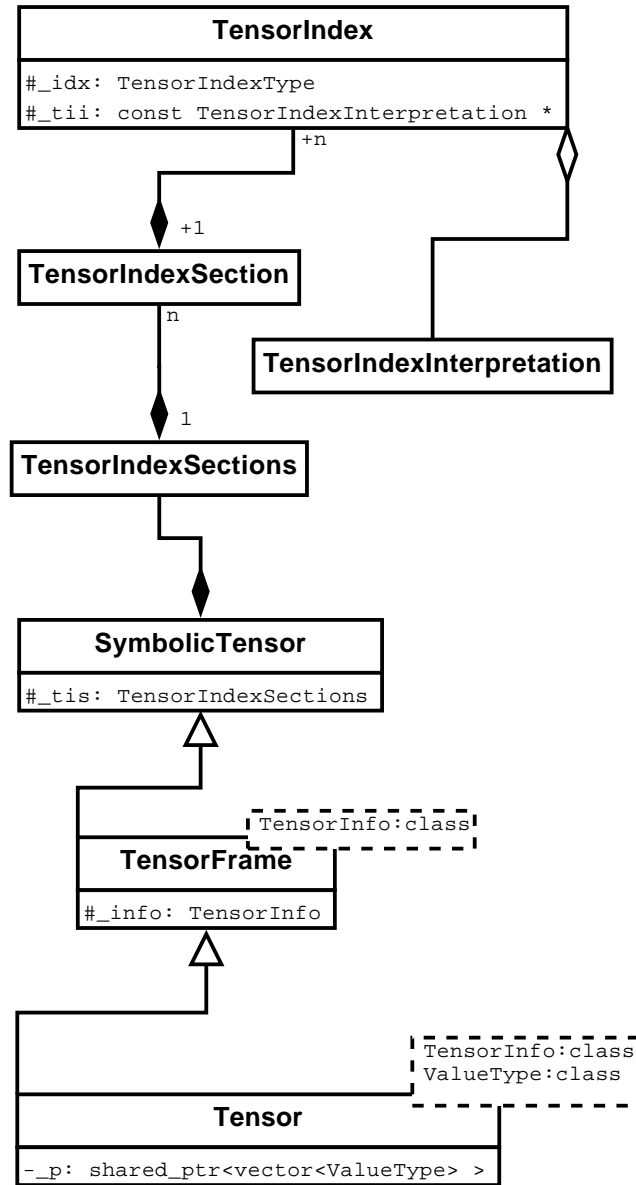 TensorIndex
#_idx: TensorIndexType
#_tii: const TensorIndexInterpretation *
+n
+1
TensorIndexSection
n
TensorIndexInterpretation
1
TensorIndexSections
SymbolicTensor
#_tis: TensorIndexSections
TensorInfo:class
TensorFrame
#_info: TensorInfo
TensorInfo:class
ValueType:class
Tensor
-_p: shared_ptr<vector<ValueType> >